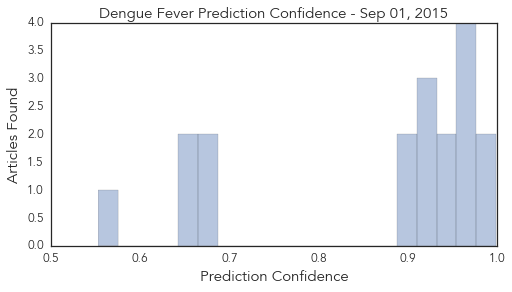 Dengue Fever Prediction Confidence - Sep 01, 2015
4.0
3.5
3.0
2.5
2.0
1.5
1.0
0.5
0.0
Articles Found
0.5 0.6 0.7 0.8 0.9 1.0
Prediction Confidence